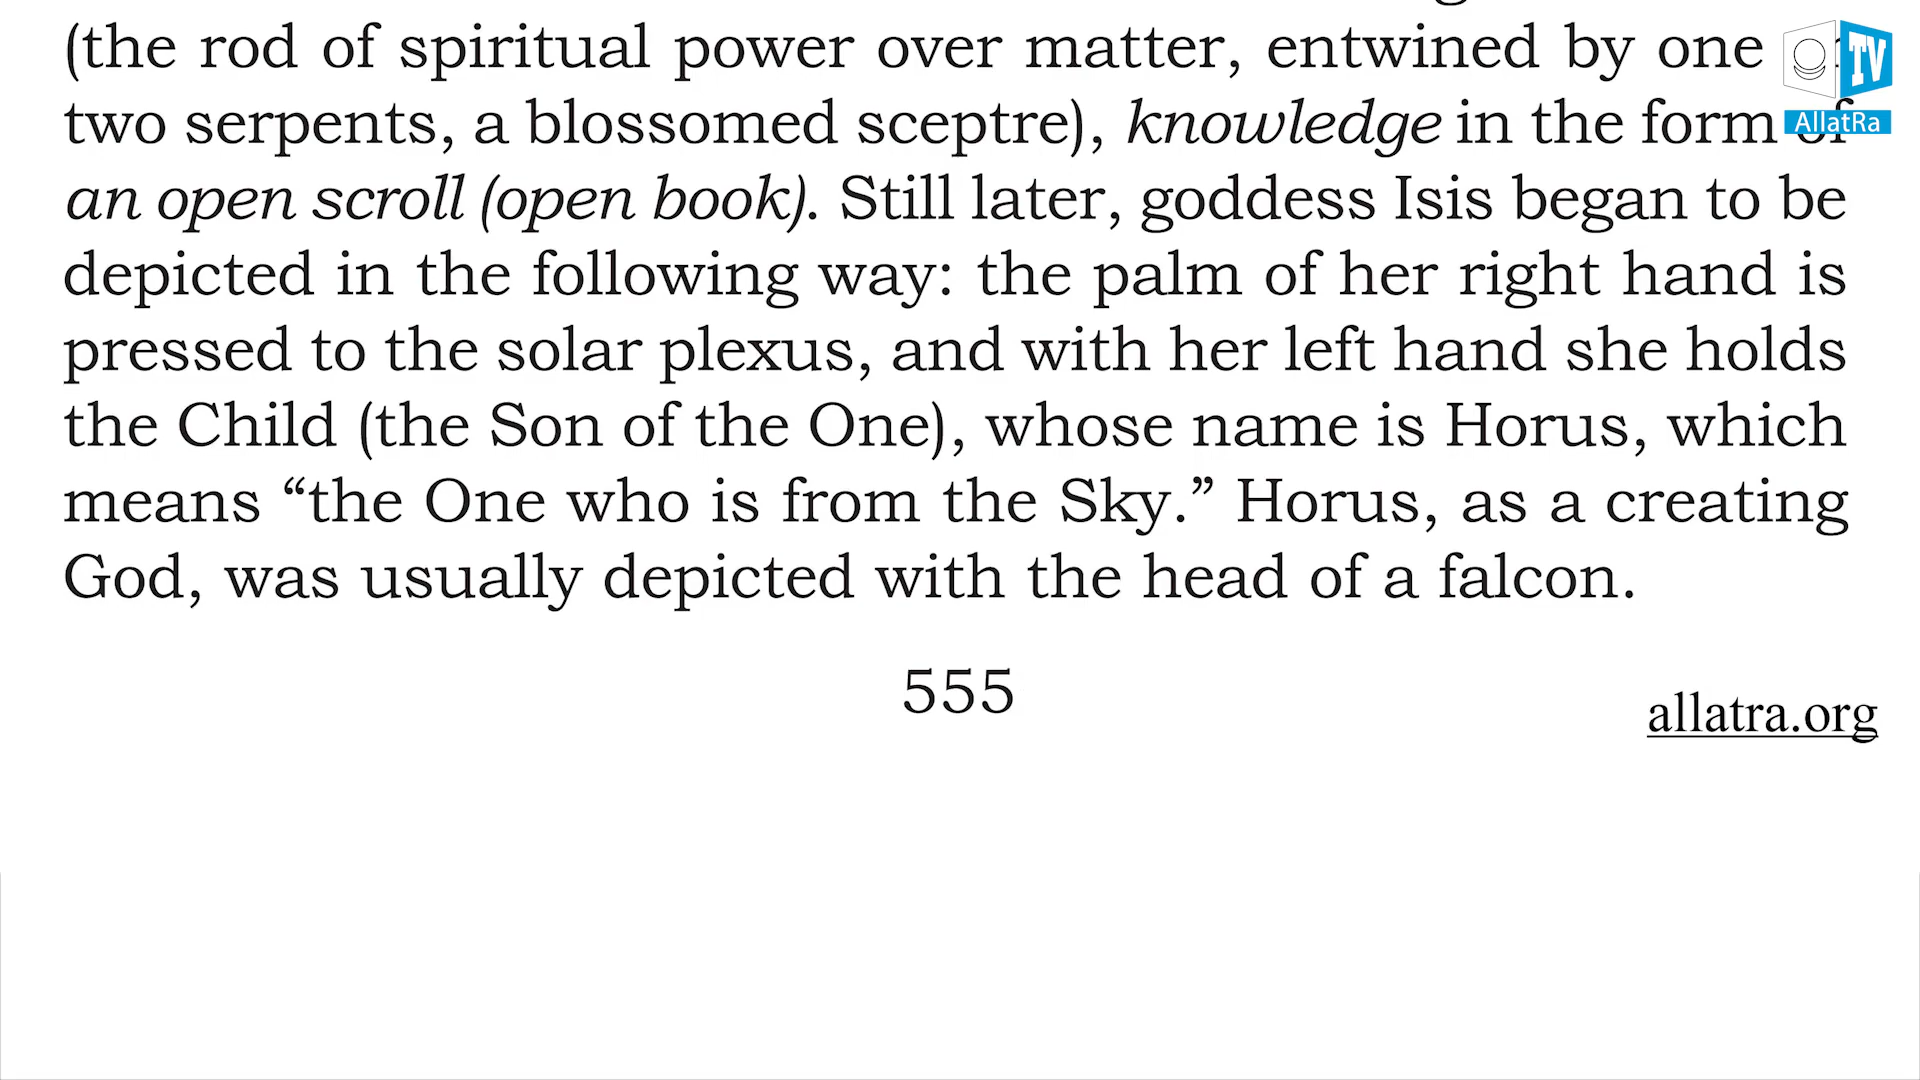 (the rod of spiritual power over matter, entwined by one
two serpents, a blossomed sceptre), knowledge in the form of
an open scroll (open book). Still later, goddess Isis began to be
depicted in the following way: the palm of her right hand is
pressed to the solar plexus, and with her left hand she holds
the Child (the Son of the One), whose name is Horus, which
means “the One who is from the Sky.” Horus, as a creating
God, was usually depicted with the head of a falcon.
555
allatra.org
TV
AllatRa